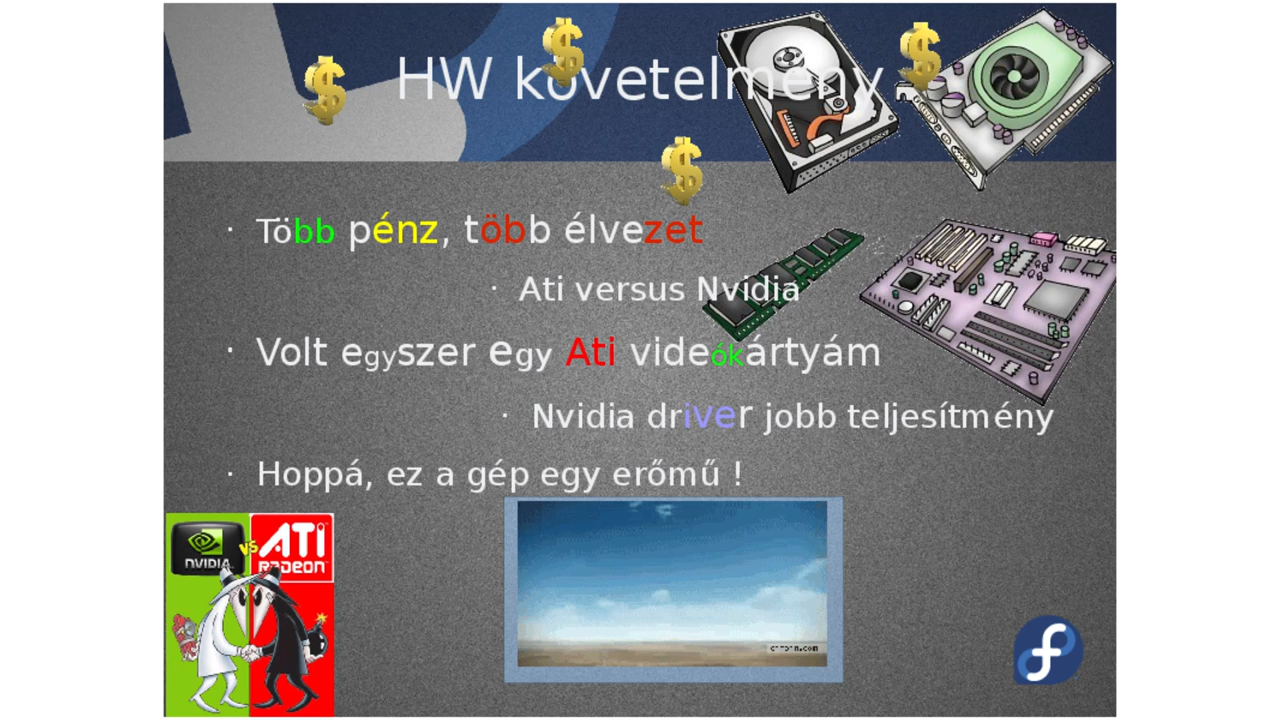 HW követelmény
Több pénz, több élvezet
Ati versus Nvidia
Volt egyszer egy Ati videókártyám
Nvidia driver jobb teljesítmény
Hoppá, ez a gép egy erőmű !
NVIDIA VS ATI
RADEON